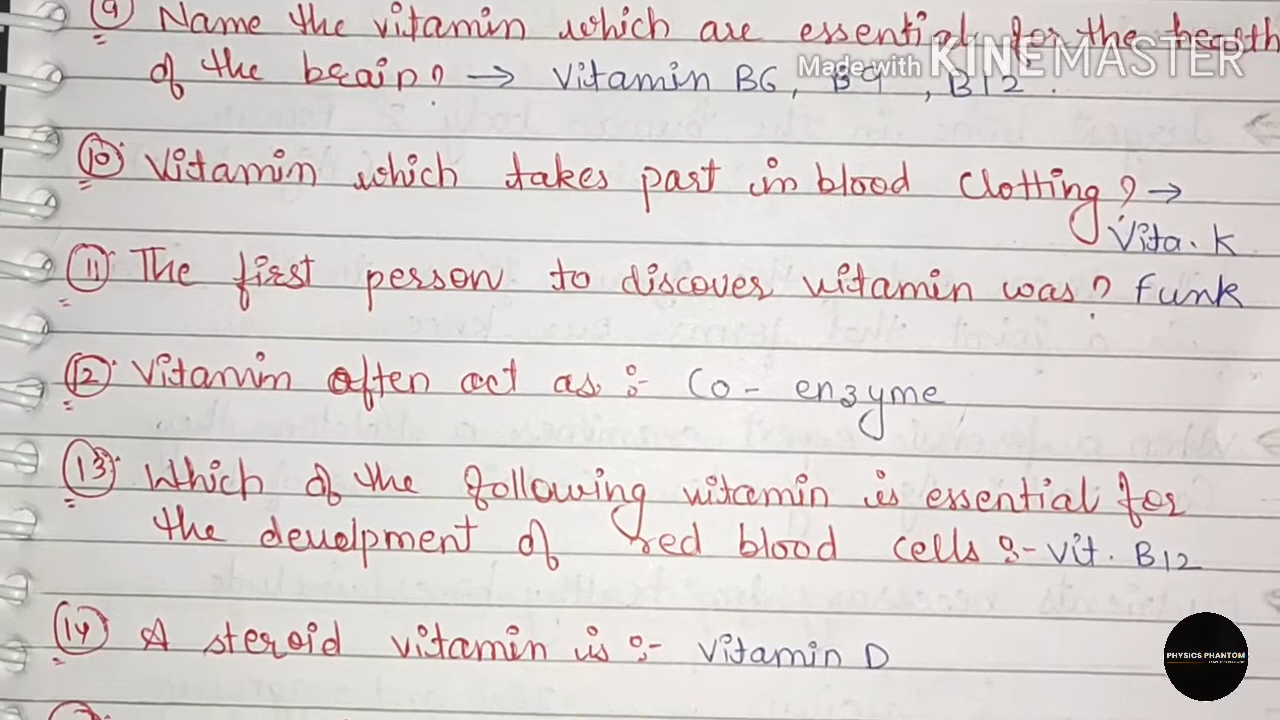 9 Name the vitamin which are essential for the health
of the brain? → Vitamin B6, B9, B12.
Made with KINEMASTER
10 Vitamin which takes part in blood Clotting? →
Vita. K
11 The first person to discover vitamin was? Funk
12 Vitamin often act as :- Co-enzyme
13 Which of the following vitamin is essential for
the develpment of red blood cells :- Vit. B12
14 A steroid vitamin is :- Vitamin D
PHYSICS PHANTOM